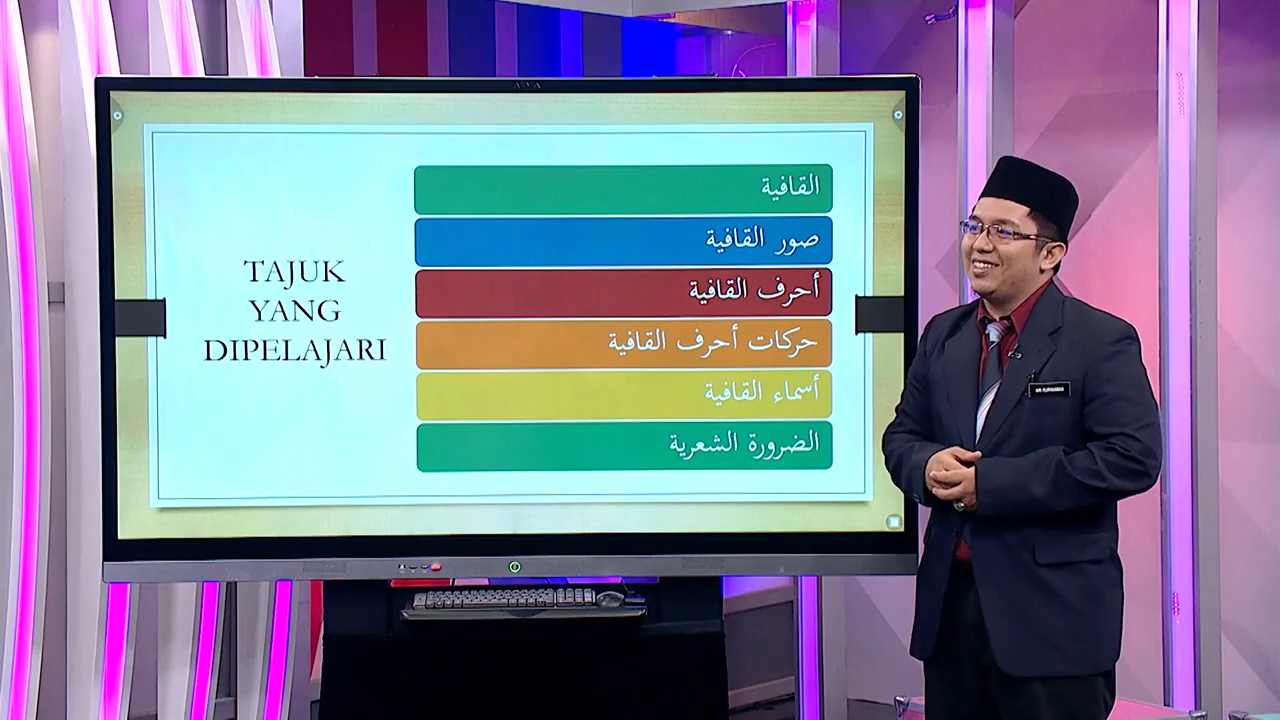 TAJUK
YANG
DIPELAJARI
القافية
صور القافية
أحرف القافية
حركات أحرف القافية
أسماء القافية
الضرورة الشعرية